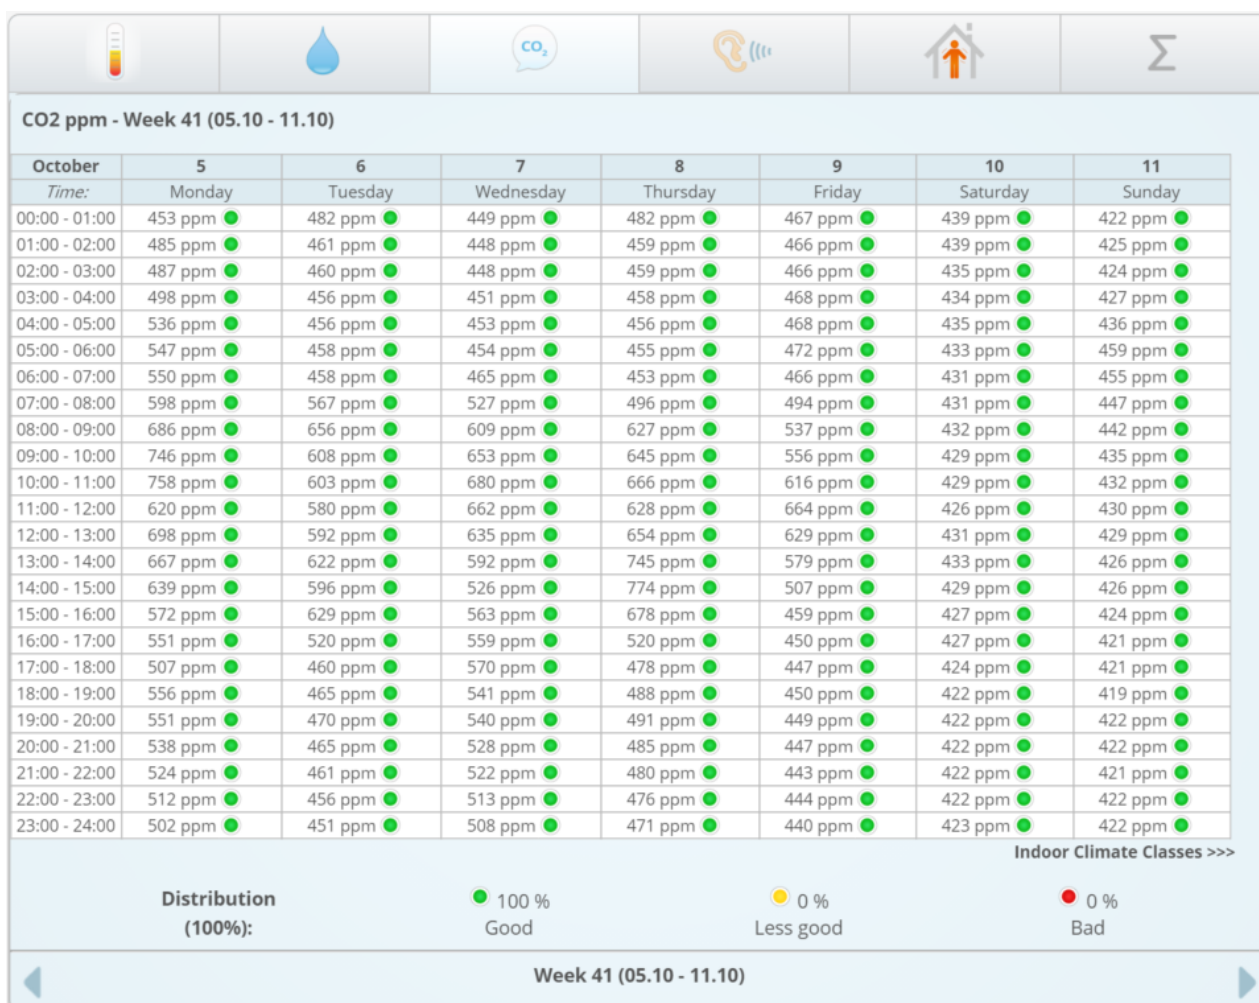 CO2
Σ
CO2 ppm - Week 41 (05.10 - 11.10)
October 5 6 7 8 9 10 11
Time: Monday Tuesday Wednesday Thursday Friday Saturday Sunday
00:00 - 01:00 453 ppm 482 ppm 449 ppm 482 ppm 467 ppm 439 ppm 422 ppm
01:00 - 02:00 485 ppm 461 ppm 448 ppm 459 ppm 466 ppm 439 ppm 425 ppm
02:00 - 03:00 487 ppm 460 ppm 448 ppm 459 ppm 466 ppm 435 ppm 424 ppm
03:00 - 04:00 498 ppm 456 ppm 451 ppm 458 ppm 468 ppm 434 ppm 427 ppm
04:00 - 05:00 536 ppm 456 ppm 453 ppm 456 ppm 468 ppm 435 ppm 436 ppm
05:00 - 06:00 547 ppm 458 ppm 454 ppm 455 ppm 472 ppm 433 ppm 459 ppm
06:00 - 07:00 550 ppm 458 ppm 465 ppm 453 ppm 466 ppm 431 ppm 455 ppm
07:00 - 08:00 598 ppm 567 ppm 527 ppm 496 ppm 494 ppm 431 ppm 447 ppm
08:00 - 09:00 686 ppm 656 ppm 609 ppm 627 ppm 537 ppm 432 ppm 442 ppm
09:00 - 10:00 746 ppm 608 ppm 653 ppm 645 ppm 556 ppm 429 ppm 435 ppm
10:00 - 11:00 758 ppm 603 ppm 680 ppm 666 ppm 616 ppm 429 ppm 432 ppm
11:00 - 12:00 620 ppm 580 ppm 662 ppm 628 ppm 664 ppm 426 ppm 430 ppm
12:00 - 13:00 698 ppm 592 ppm 635 ppm 654 ppm 629 ppm 431 ppm 429 ppm
13:00 - 14:00 667 ppm 622 ppm 592 ppm 745 ppm 579 ppm 433 ppm 426 ppm
14:00 - 15:00 639 ppm 596 ppm 526 ppm 774 ppm 507 ppm 429 ppm 426 ppm
15:00 - 16:00 572 ppm 629 ppm 563 ppm 678 ppm 459 ppm 427 ppm 424 ppm
16:00 - 17:00 551 ppm 520 ppm 559 ppm 520 ppm 450 ppm 427 ppm 421 ppm
17:00 - 18:00 507 ppm 460 ppm 570 ppm 478 ppm 447 ppm 424 ppm 421 ppm
18:00 - 19:00 556 ppm 465 ppm 541 ppm 488 ppm 450 ppm 422 ppm 419 ppm
19:00 - 20:00 551 ppm 470 ppm 540 ppm 491 ppm 449 ppm 422 ppm 422 ppm
20:00 - 21:00 538 ppm 465 ppm 528 ppm 485 ppm 447 ppm 422 ppm 422 ppm
21:00 - 22:00 524 ppm 461 ppm 522 ppm 480 ppm 443 ppm 422 ppm 421 ppm
22:00 - 23:00 512 ppm 456 ppm 513 ppm 476 ppm 444 ppm 422 ppm 422 ppm
23:00 - 24:00 502 ppm 451 ppm 508 ppm 471 ppm 440 ppm 423 ppm 422 ppm
Indoor Climate Classes >>>
Distribution 100 % 0 % 0 %
(100%): Good Less good Bad
Week 41 (05.10 - 11.10)